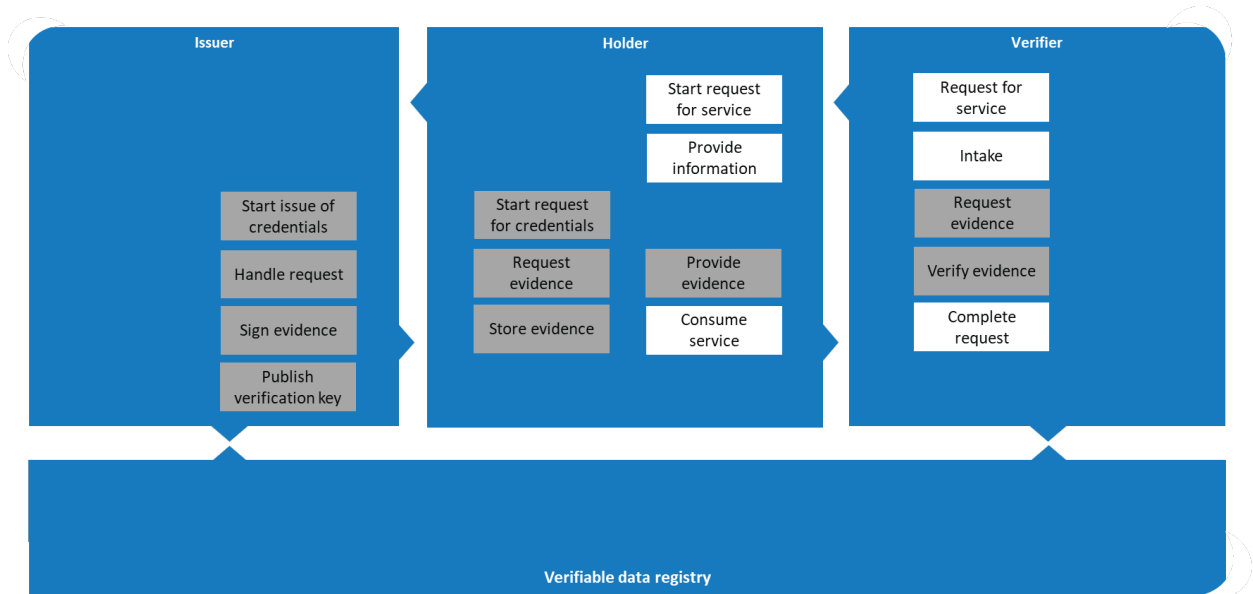 Issuer
Start issue of
credentials
Handle request
Sign evidence
Publish
verification key
Holder
Start request
for service
Provide
information
Start request
for credentials
Request
evidence
Provide
evidence
Store evidence
Consume
service
Verifier
Request for
service
Intake
Request
evidence
Verify evidence
Complete
request
Verifiable data registry